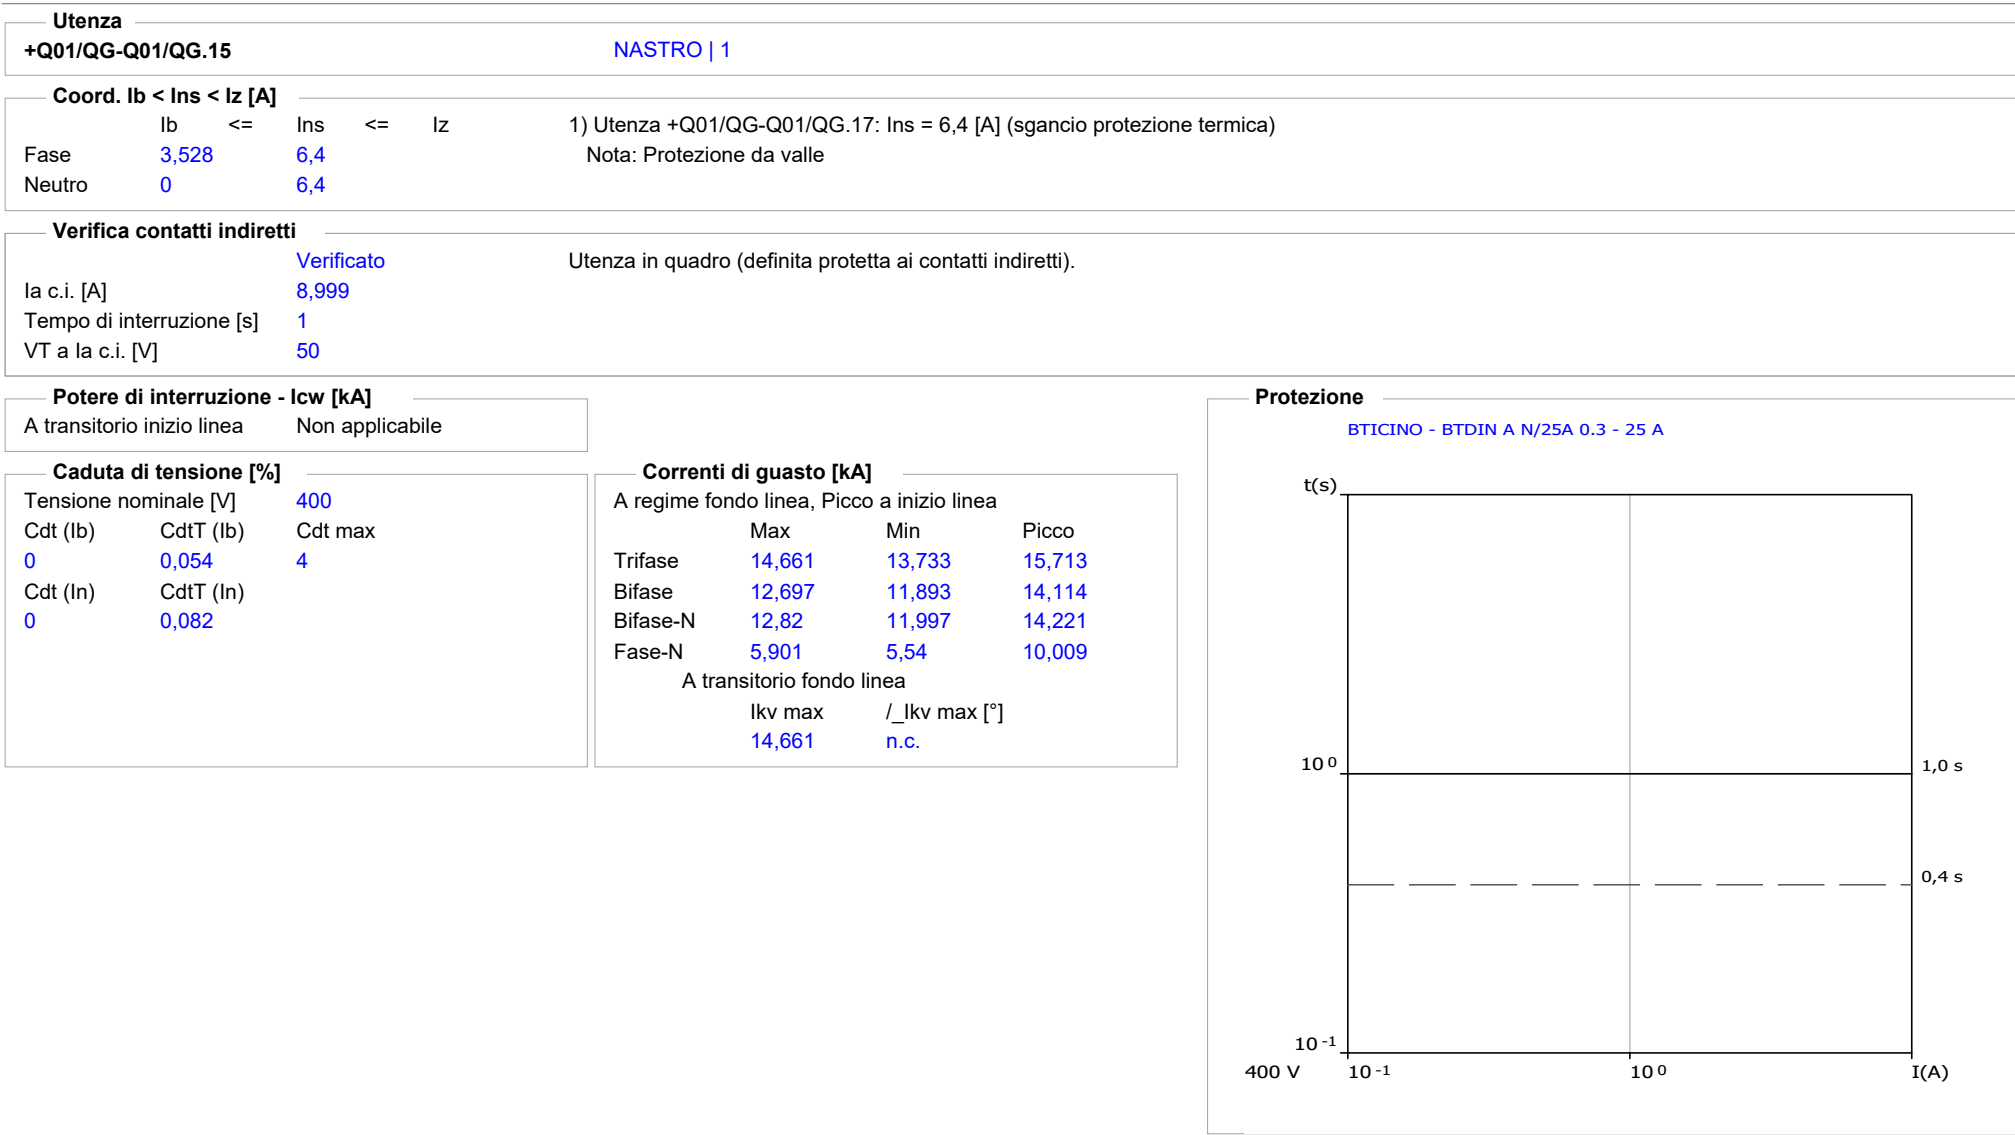 Utenza
+Q01/QG-Q01/QG.15 NASTRO | 1
Coord. Ib < Ins < Iz [A]
Ib <= Ins <= Iz 1) Utenza +Q01/QG-Q01/QG.17: Ins = 6,4 [A] (sgancio protezione termica)
Fase 3,528 6,4 Nota: Protezione da valle
Neutro 0 6,4
Verifica contatti indiretti
Verificato Utenza in quadro (definita protetta ai contatti indiretti).
Ia c.i. [A] 8,999
Tempo di interruzione [s] 1
VT a Ia c.i. [V] 50
Potere di interruzione - Icw [kA]
A transitorio inizio linea Non applicabile
Caduta di tensione [%]
Tensione nominale [V] 400
Cdt (Ib) CdtT (Ib) Cdt max
0 0,054 4
Cdt (In) CdtT (In)
0 0,082
Correnti di guasto [kA]
A regime fondo linea, Picco a inizio linea
Max Min Picco
Trifase 14,661 13,733 15,713
Bifase 12,697 11,893 14,114
Bifase-N 12,82 11,997 14,221
Fase-N 5,901 5,54 10,009
A transitorio fondo linea
Ikv max /_Ikv max [°]
14,661 n.c.
Protezione
BTICINO - BTDIN A N/25A 0.3 - 25 A
t(s)
10 0 1,0 s
0,4 s
10 -1
400 V 10 -1 10 0 I(A)